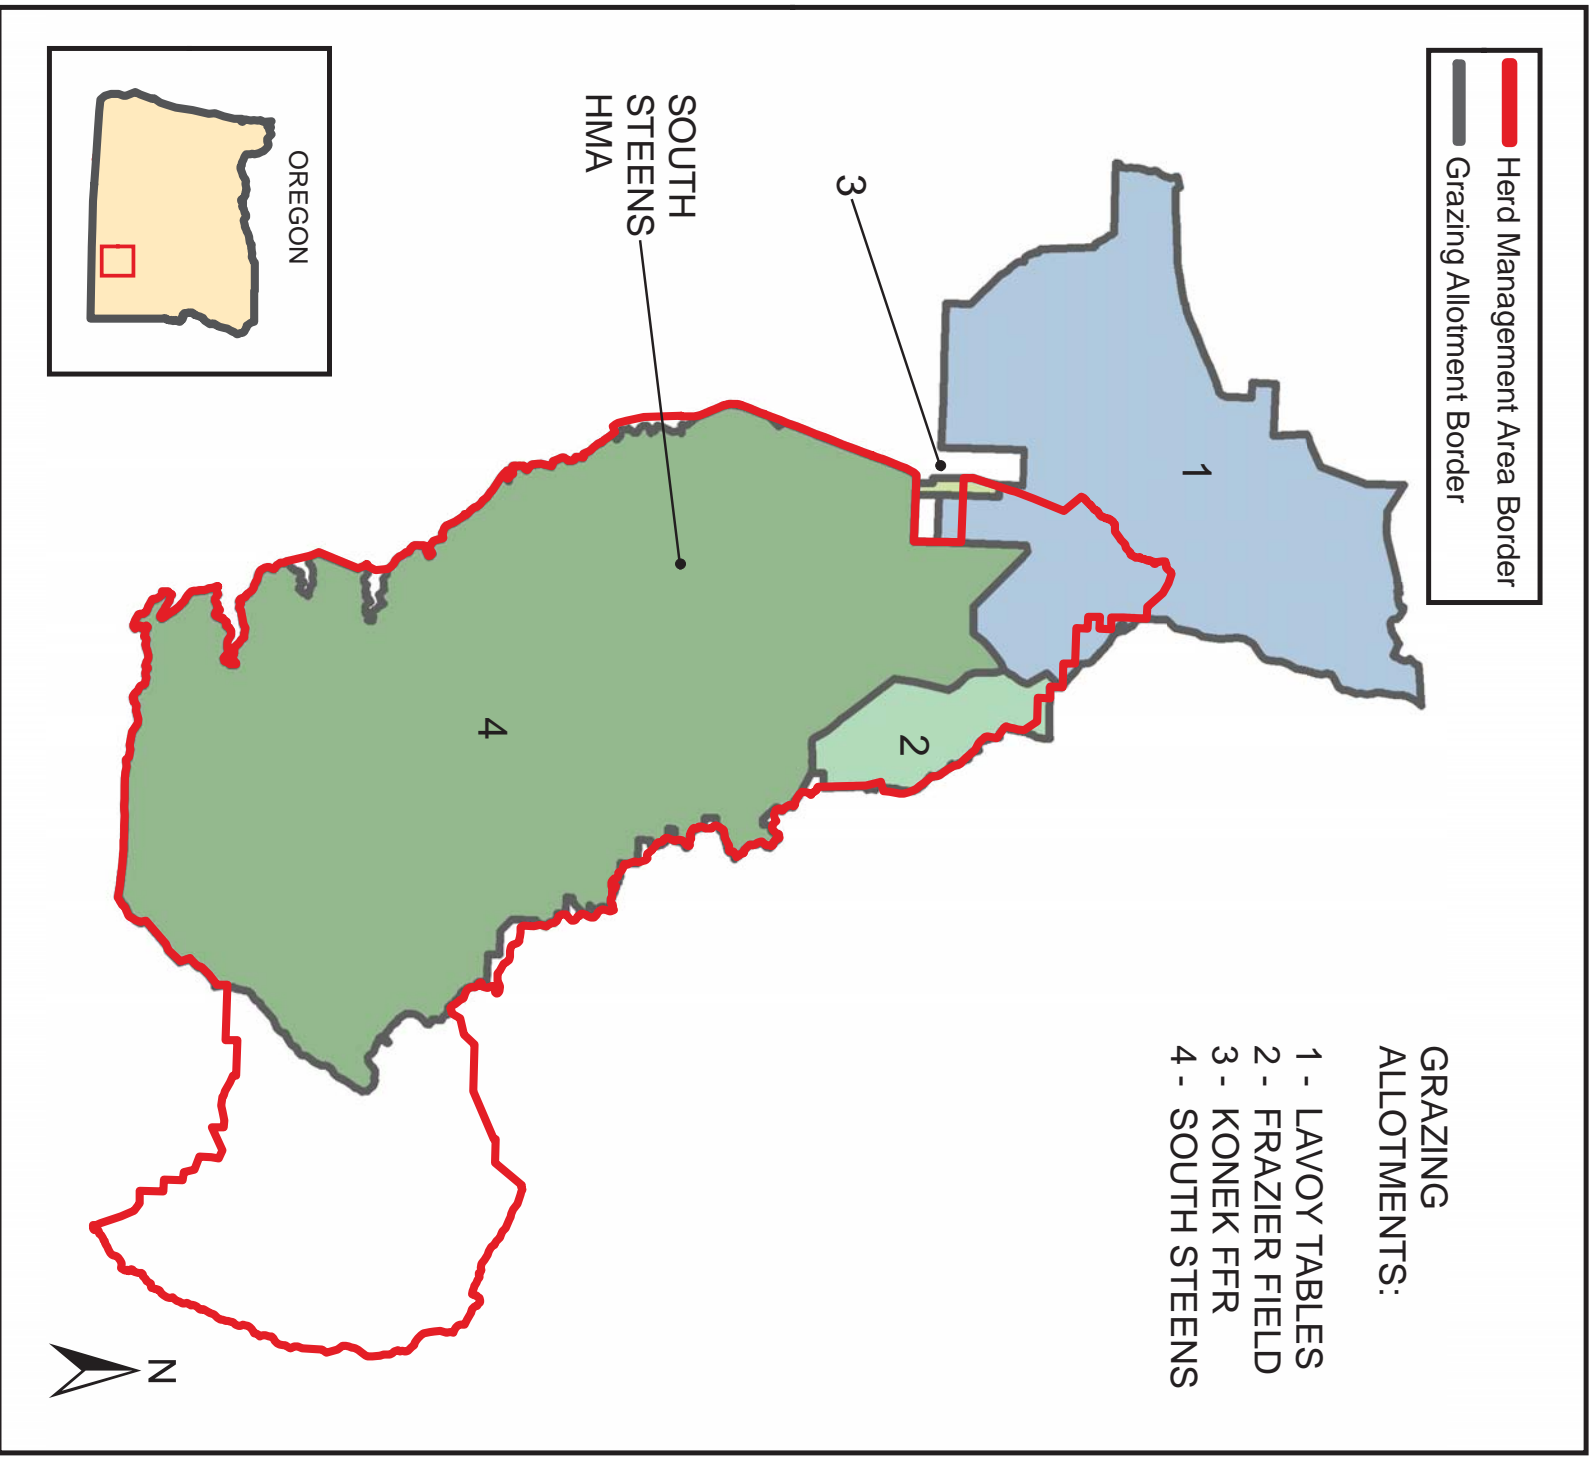 Herd Management Area Border
Grazing Allotment Border
GRAZING
ALLOTMENTS:
1 - LAVOY TABLES
2 - FRAZIER FIELD
3 - KONEK FFR
4 - SOUTH STEENS
1
2
3
SOUTH
STEENS
HMA
4
OREGON
N